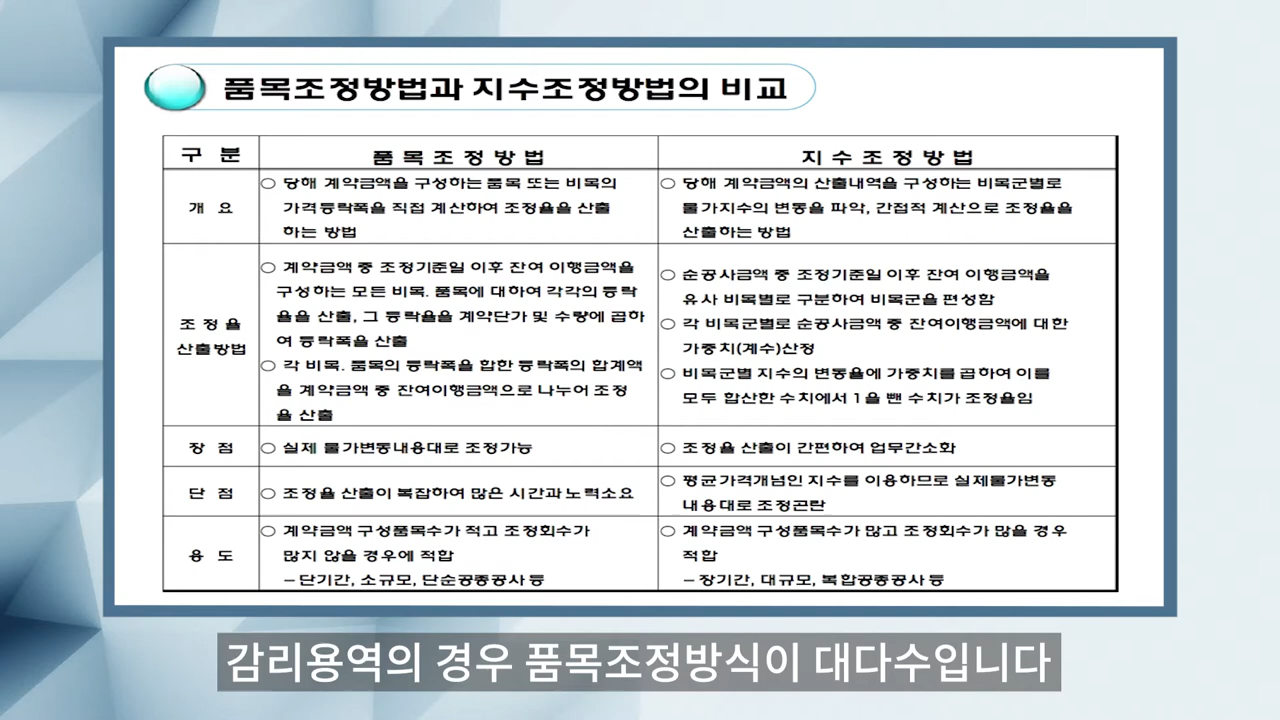 품목조정방법과 지수조정방법의 비교
구 분
품 목 조 정 방 법
지 수 조 정 방 법
개 요
○ 당해 계약금액을 구성하는 품목 또는 비목의
가격등락폭을 직접 계산하여 조정율을 산출
하는 방법
○ 당해 계약금액의 산출내역을 구성하는 비목군별로
물가지수의 변동을 파악, 간접적 계산으로 조정율을
산출하는 방법
조 정 율
산출방법
○ 계약금액 중 조정기준일 이후 잔여 이행금액을
구성하는 모든 비목. 품목에 대하여 각각의 등락
율을 산출, 그 등락율을 계약단가 및 수량에 곱하
여 등락폭을 산출
○ 각 비목. 품목의 등락폭을 합한 등락폭의 합계액
을 계약금액 중 잔여이행금액으로 나누어 조정
율 산출
○ 순공사금액 중 조정기준일 이후 잔여 이행금액을
유사 비목별로 구분하여 비목군을 편성함
○ 각 비목군별로 순공사금액 중 잔여이행금액에 대한
가중치(계수)산정
○ 비목군별 지수의 변동율에 가중치를 곱하여 이를
모두 합산한 수치에서 1을 뺀 수치가 조정율임
장 점
○ 실제 물가변동내용대로 조정가능
○ 조정율 산출이 간편하여 업무간소화
단 점
○ 조정율 산출이 복잡하여 많은 시간과 노력소요
○ 평균가격개념인 지수를 이용하므로 실제물가변동
내용대로 조정곤란
용 도
○ 계약금액 구성품목수가 적고 조정회수가
많지 않을 경우에 적합
– 단기간, 소규모, 단순공종공사 등
○ 계약금액 구성품목수가 많고 조정회수가 많을 경우
적합
– 장기간, 대규모, 복합공종공사 등
감리용역의 경우 품목조정방식이 대다수입니다